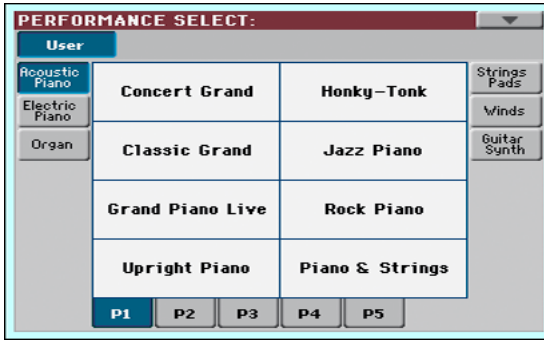 PERFORMANCE SELECT:
User
Acoustic
Piano
Electric
Piano
Organ
Concert Grand
Honky-Tonk
Classic Grand
Jazz Piano
Grand Piano Live
Rock Piano
Upright Piano
Piano & Strings
Strings
Pads
Winds
Guitar
Synth
P1
P2
P3
P4
P5